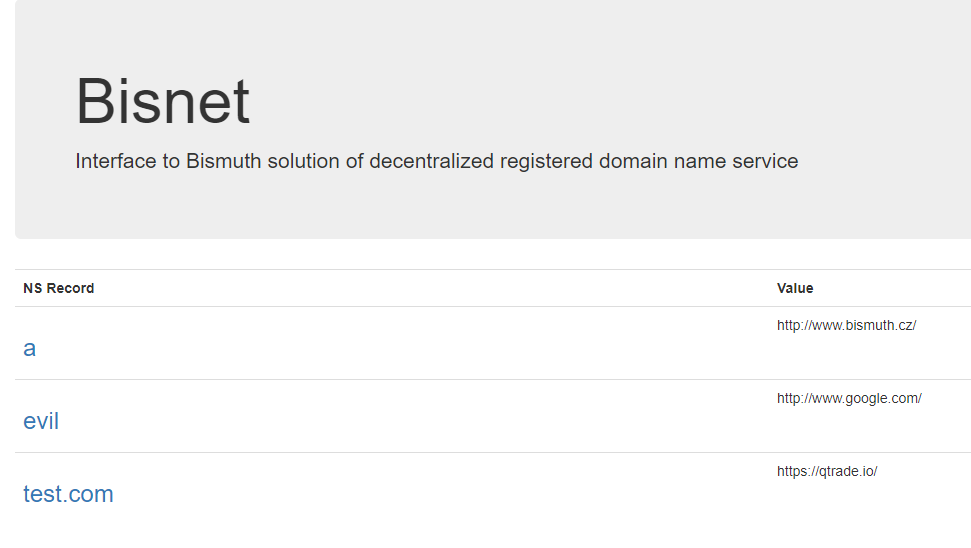 Bisnet
Interface to Bismuth solution of decentralized registered domain name service
NS Record Value
a http://www.bismuth.cz/
evil http://www.google.com/
test.com https://qtrade.io/